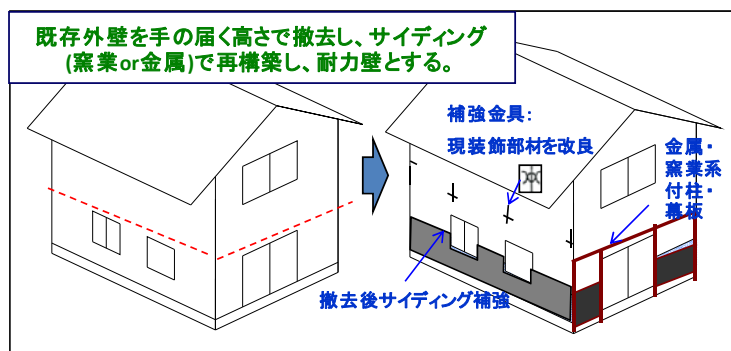 既存外壁を手の届く高さで撤去し、サイディング
(窯業or金属)で再構築し、耐力壁とする。
補強金具:
現装飾部材を改良
金属・
窯業系
付柱・
幕板
撤去後サイディング補強